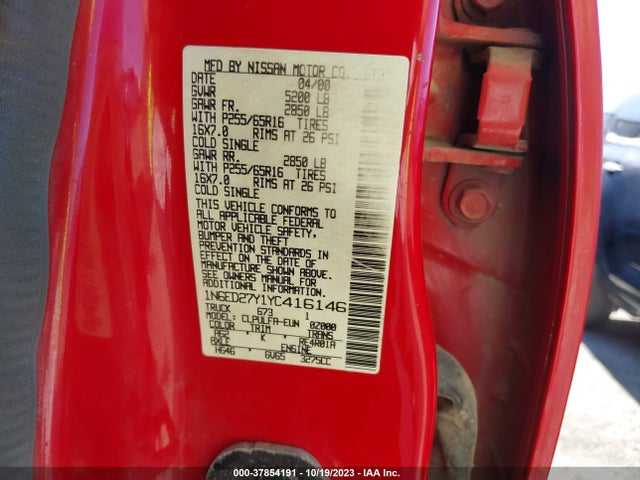 MFD BY NISSAN MOTOR CO.
DATE 04/00
GVWR 5200 LB
GAWR FR. 2850 LB
WITH P255/65R16 TIRES
16X7.0 RIMS AT 26 PSI
COLD SINGLE
GAWR RR. 2850 LB
WITH P255/65R16 TIRES
16X7.0 RIMS AT 26 PSI
COLD SINGLE
THIS VEHICLE CONFORMS TO
ALL APPLICABLE FEDERAL
MOTOR VEHICLE SAFETY,
BUMPER AND THEFT
PREVENTION STANDARDS IN
EFFECT ON THE DATE OF
MANUFACTURE SHOWN ABOVE.
SEE OWNERS MANUAL FOR
ADDITIONAL INFORMATION
1N6ED27Y1YC416146
TRUCK 673 1
MODEL: CLPULFA-EUN 0Z000
COLOR TRIM TRANS
AG2 K RE4R01A
AXLE ENGINE
HG46 GV65 3275CC
000-37854191 - 10/19/2023 - IAA Inc.